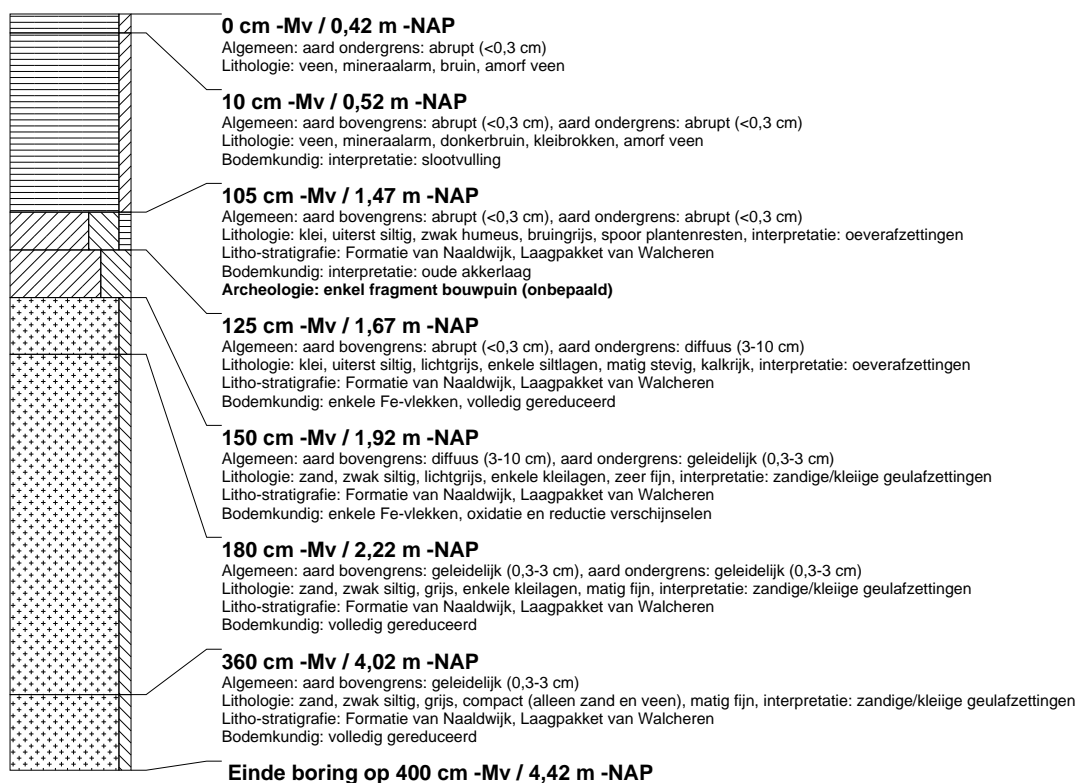 0 cm -Mv / 0,42 m -NAP
Algemeen: aard ondergrens: abrupt (<0,3 cm)
Lithologie: veen, mineraalarm, bruin, amorf veen
10 cm -Mv / 0,52 m -NAP
Algemeen: aard bovengrens: abrupt (<0,3 cm), aard ondergrens: abrupt (<0,3 cm)
Lithologie: veen, mineraalarm, donkerbruin, kleibrokken, amorf veen
Bodemkundig: interpretatie: slootvulling
105 cm -Mv / 1,47 m -NAP
Algemeen: aard bovengrens: abrupt (<0,3 cm), aard ondergrens: abrupt (<0,3 cm)
Lithologie: klei, uiterst siltig, zwak humeus, bruingrijs, spoor plantenresten, interpretatie: oeverafzettingen
Litho-stratigrafie: Formatie van Naaldwijk, Laagpakket van Walcheren
Bodemkundig: interpretatie: oude akkerlaag
Archeologie: enkel fragment bouwpuin (onbepaald)
125 cm -Mv / 1,67 m -NAP
Algemeen: aard bovengrens: abrupt (<0,3 cm), aard ondergrens: diffuus (3-10 cm)
Lithologie: klei, uiterst siltig, lichtgrijs, enkele siltlagen, matig stevig, kalkrijk, interpretatie: oeverafzettingen
Litho-stratigrafie: Formatie van Naaldwijk, Laagpakket van Walcheren
Bodemkundig: enkele Fe-vlekken, volledig gereduceerd
150 cm -Mv / 1,92 m -NAP
Algemeen: aard bovengrens: diffuus (3-10 cm), aard ondergrens: geleidelijk (0,3-3 cm)
Lithologie: zand, zwak siltig, lichtgrijs, enkele kleilagen, zeer fijn, interpretatie: zandige/kleiige geulafzettingen
Litho-stratigrafie: Formatie van Naaldwijk, Laagpakket van Walcheren
Bodemkundig: enkele Fe-vlekken, oxidatie en reductie verschijnselen
180 cm -Mv / 2,22 m -NAP
Algemeen: aard bovengrens: geleidelijk (0,3-3 cm), aard ondergrens: geleidelijk (0,3-3 cm)
Lithologie: zand, zwak siltig, grijs, enkele kleilagen, matig fijn, interpretatie: zandige/kleiige geulafzettingen
Litho-stratigrafie: Formatie van Naaldwijk, Laagpakket van Walcheren
Bodemkundig: volledig gereduceerd
360 cm -Mv / 4,02 m -NAP
Algemeen: aard bovengrens: geleidelijk (0,3-3 cm)
Lithologie: zand, zwak siltig, grijs, compact (alleen zand en veen), matig fijn, interpretatie: zandige/kleiige geulafzettingen
Litho-stratigrafie: Formatie van Naaldwijk, Laagpakket van Walcheren
Bodemkundig: volledig gereduceerd
Einde boring op 400 cm -Mv / 4,42 m -NAP